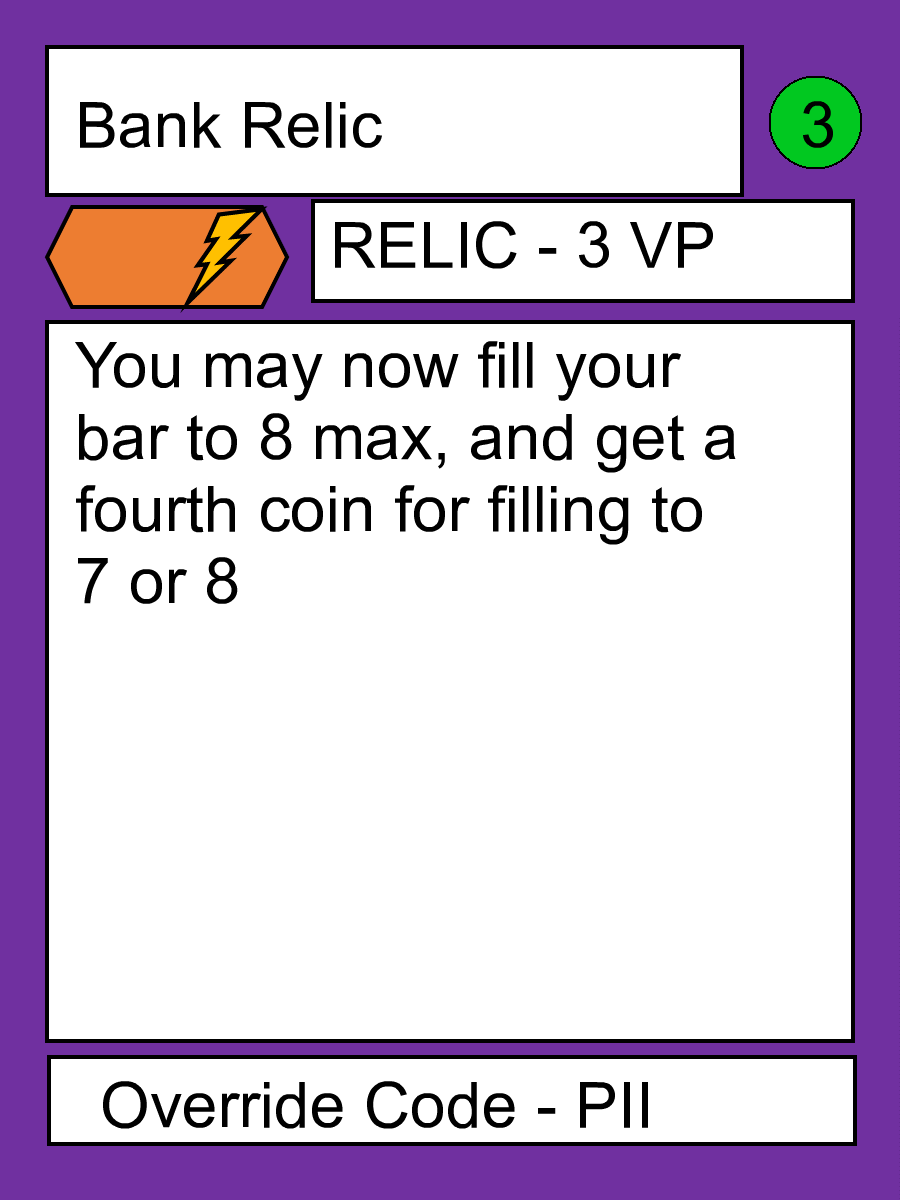 Bank Relic
3
RELIC - 3 VP
You may now fill your
bar to 8 max, and get a
fourth coin for filling to
7 or 8
Override Code - PII